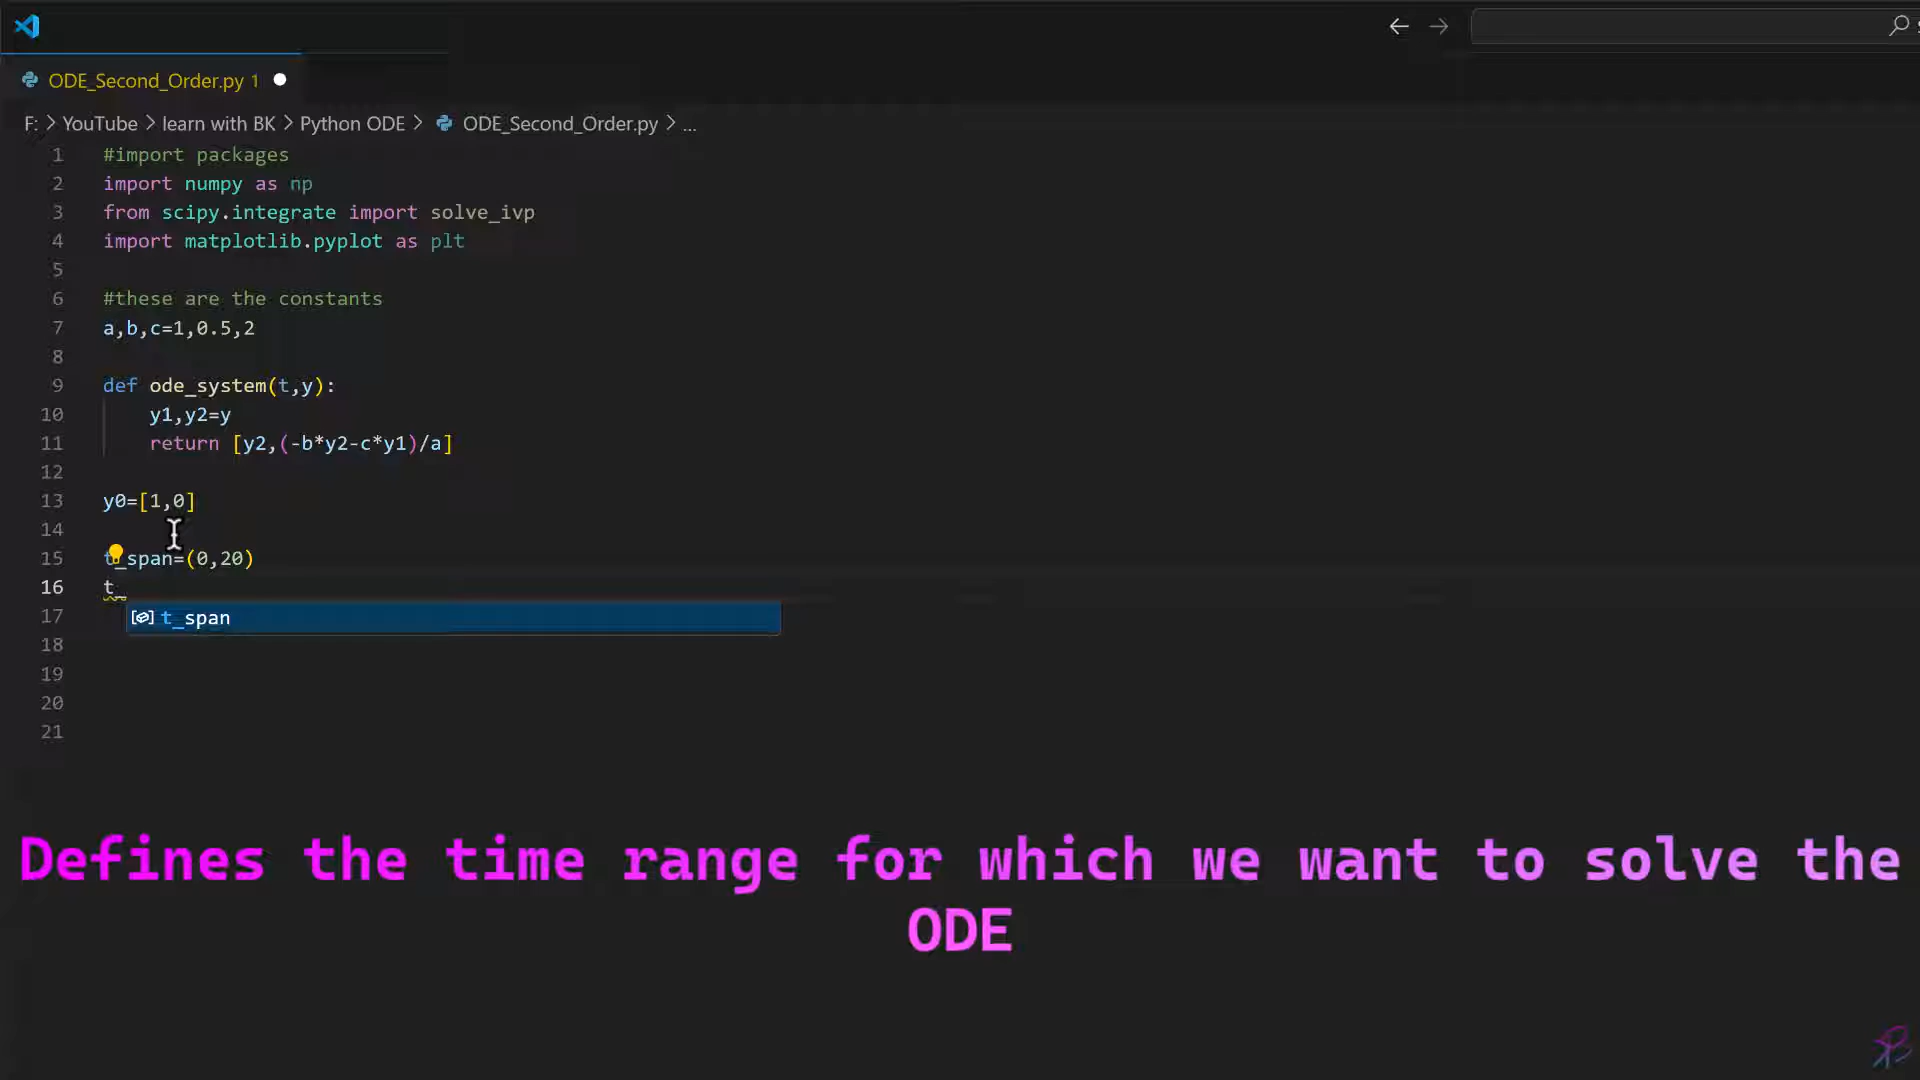 ODE_Second_Order.py 1
F: > YouTube > learn with BK > Python ODE > ODE_Second_Order.py > ...
1 #import packages
2 import numpy as np
3 from scipy.integrate import solve_ivp
4 import matplotlib.pyplot as plt
5
6 #these are the constants
7 a,b,c=1,0.5,2
8
9 def ode_system(t,y):
10 y1,y2=y
11 return [y2,(-b*y2-c*y1)/a]
12
13 y0=[1,0]
14
15 t_span=(0,20)
16 t_
17 t_span
18
19
20
21
Defines the time range for which we want to solve the
ODE